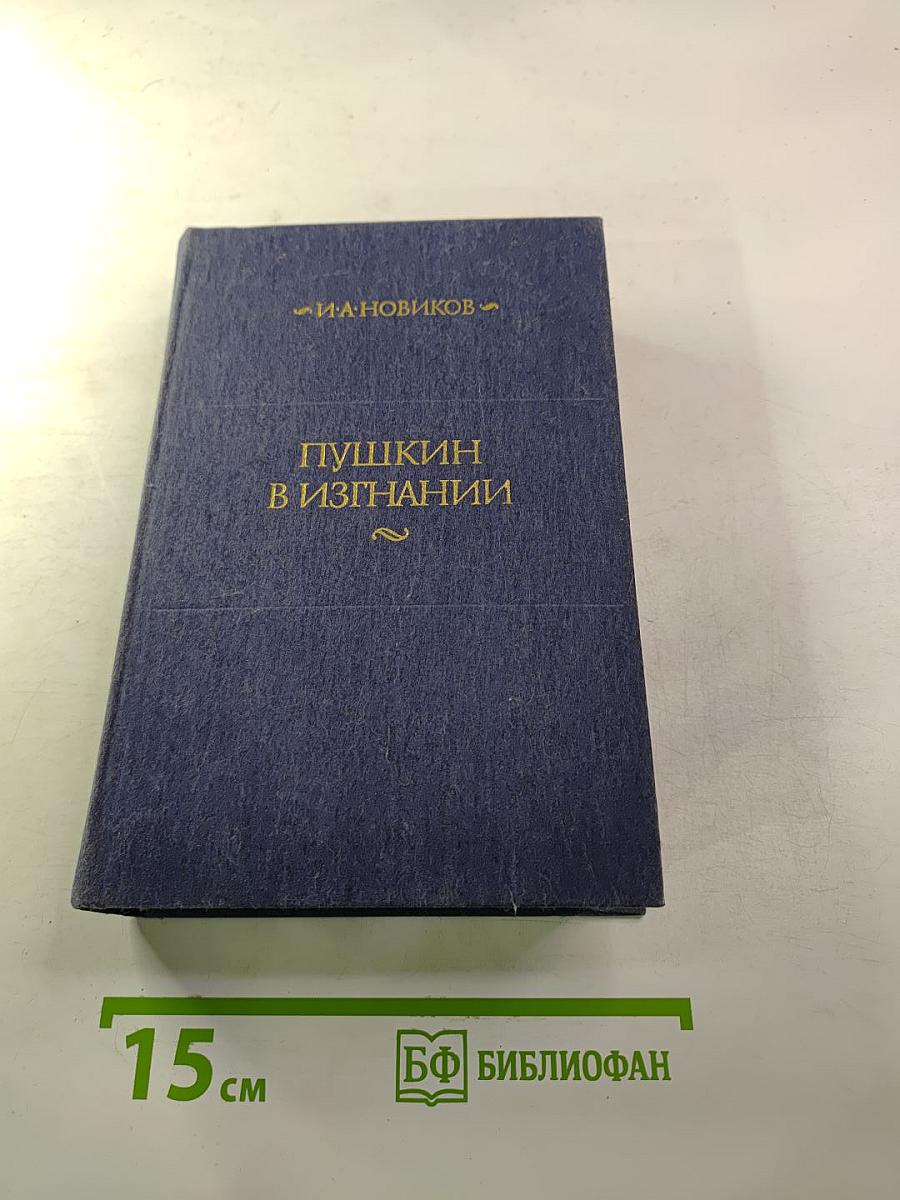 И·А·НОВИКОВ
ПУШКИН
В ИЗГНАНИИ
15 см
БФ БИБЛИОФАН